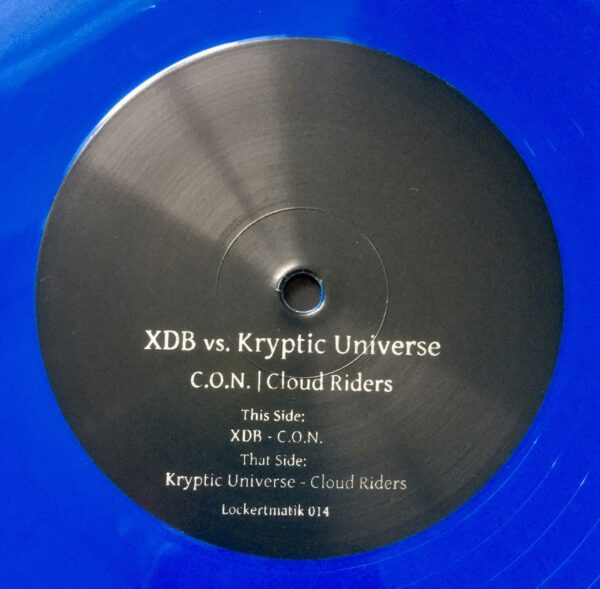 XDB vs. Kryptic Universe
C.O.N. | Cloud Riders
This Side:
XDB - C.O.N.
That Side:
Kryptic Universe - Cloud Riders
Lockertmatik 014